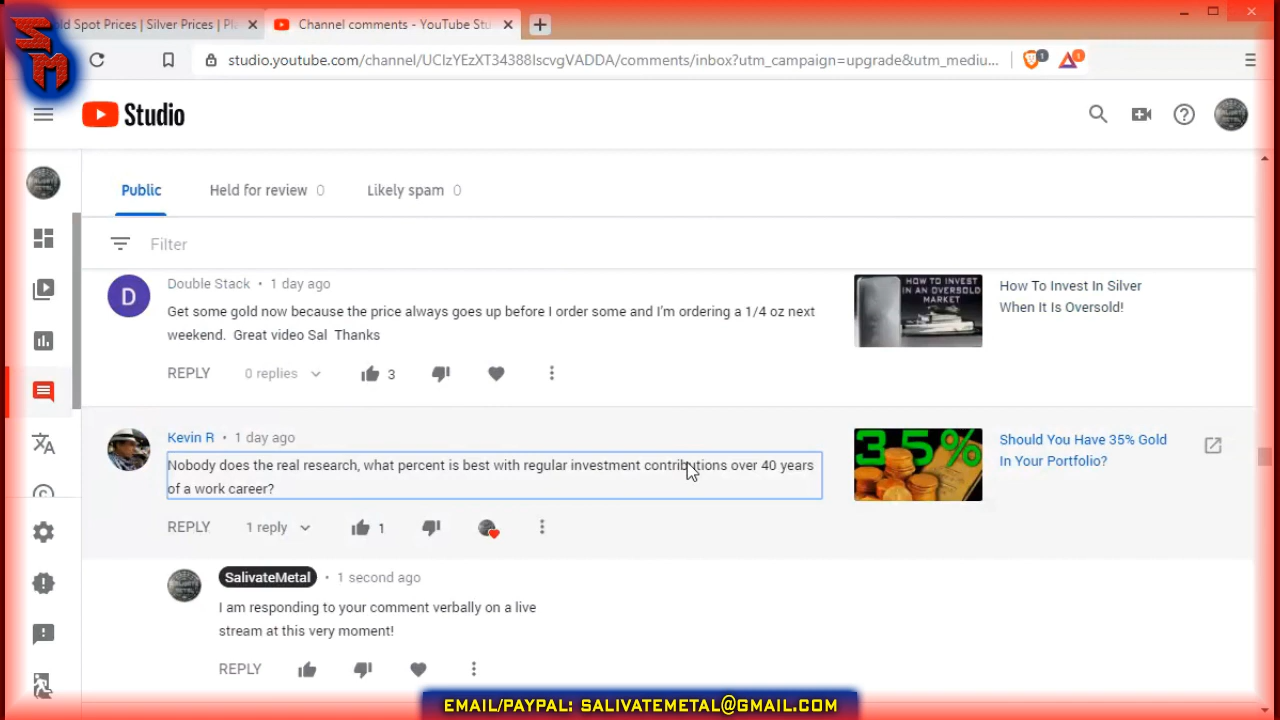 SM
old Spot Prices | Silver Prices | Pl
Channel comments - YouTube Stu
studio.youtube.com/channel/UClzYEzXT34388IscvgVADDA/comments/inbox?utm_campaign=upgrade&utm_mediu...
1
1
Studio
Public
Held for review 0
Likely spam 0
Filter
D
Double Stack • 1 day ago
Get some gold now because the price always goes up before I order some and I'm ordering a 1/4 oz next
weekend. Great video Sal Thanks
REPLY
0 replies
3
HOW TO INVEST
IN AN OVERSOLD
MARKET
How To Invest In Silver
When It Is Oversold!
Kevin R • 1 day ago
Nobody does the real research, what percent is best with regular investment contributions over 40 years
of a work career?
REPLY
1 reply
1
35%
Should You Have 35% Gold
In Your Portfolio?
SalivateMetal • 1 second ago
I am responding to your comment verbally on a live
stream at this very moment!
REPLY
EMAIL/PAYPAL: SALIVATEMETAL@GMAIL.COM